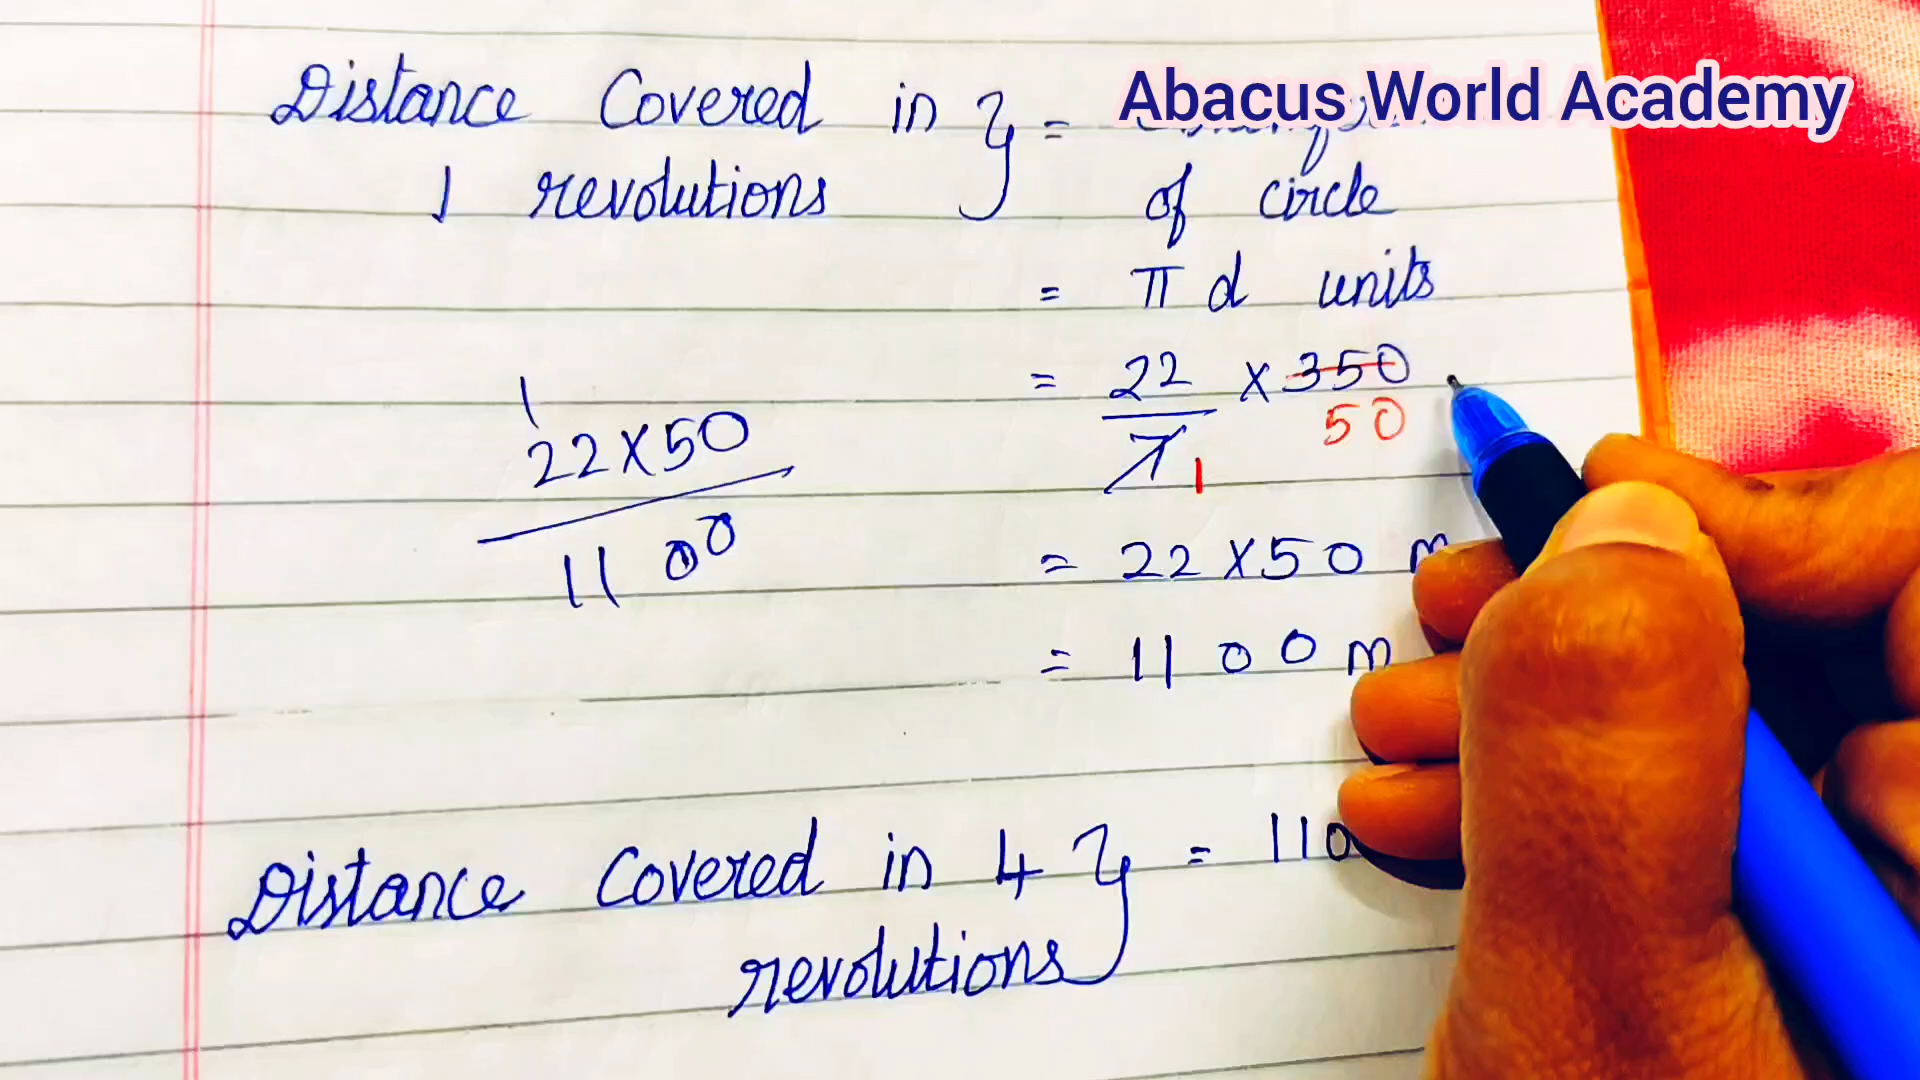 Abacus World Academy
Distance Covered in } =
1 revolutions of circle
= π d units
= 22/7 × 350
1 50
= 22 × 50 m
= 1100 m
1
22 × 50
1100
Distance Covered in 4 } = 110
revolutions